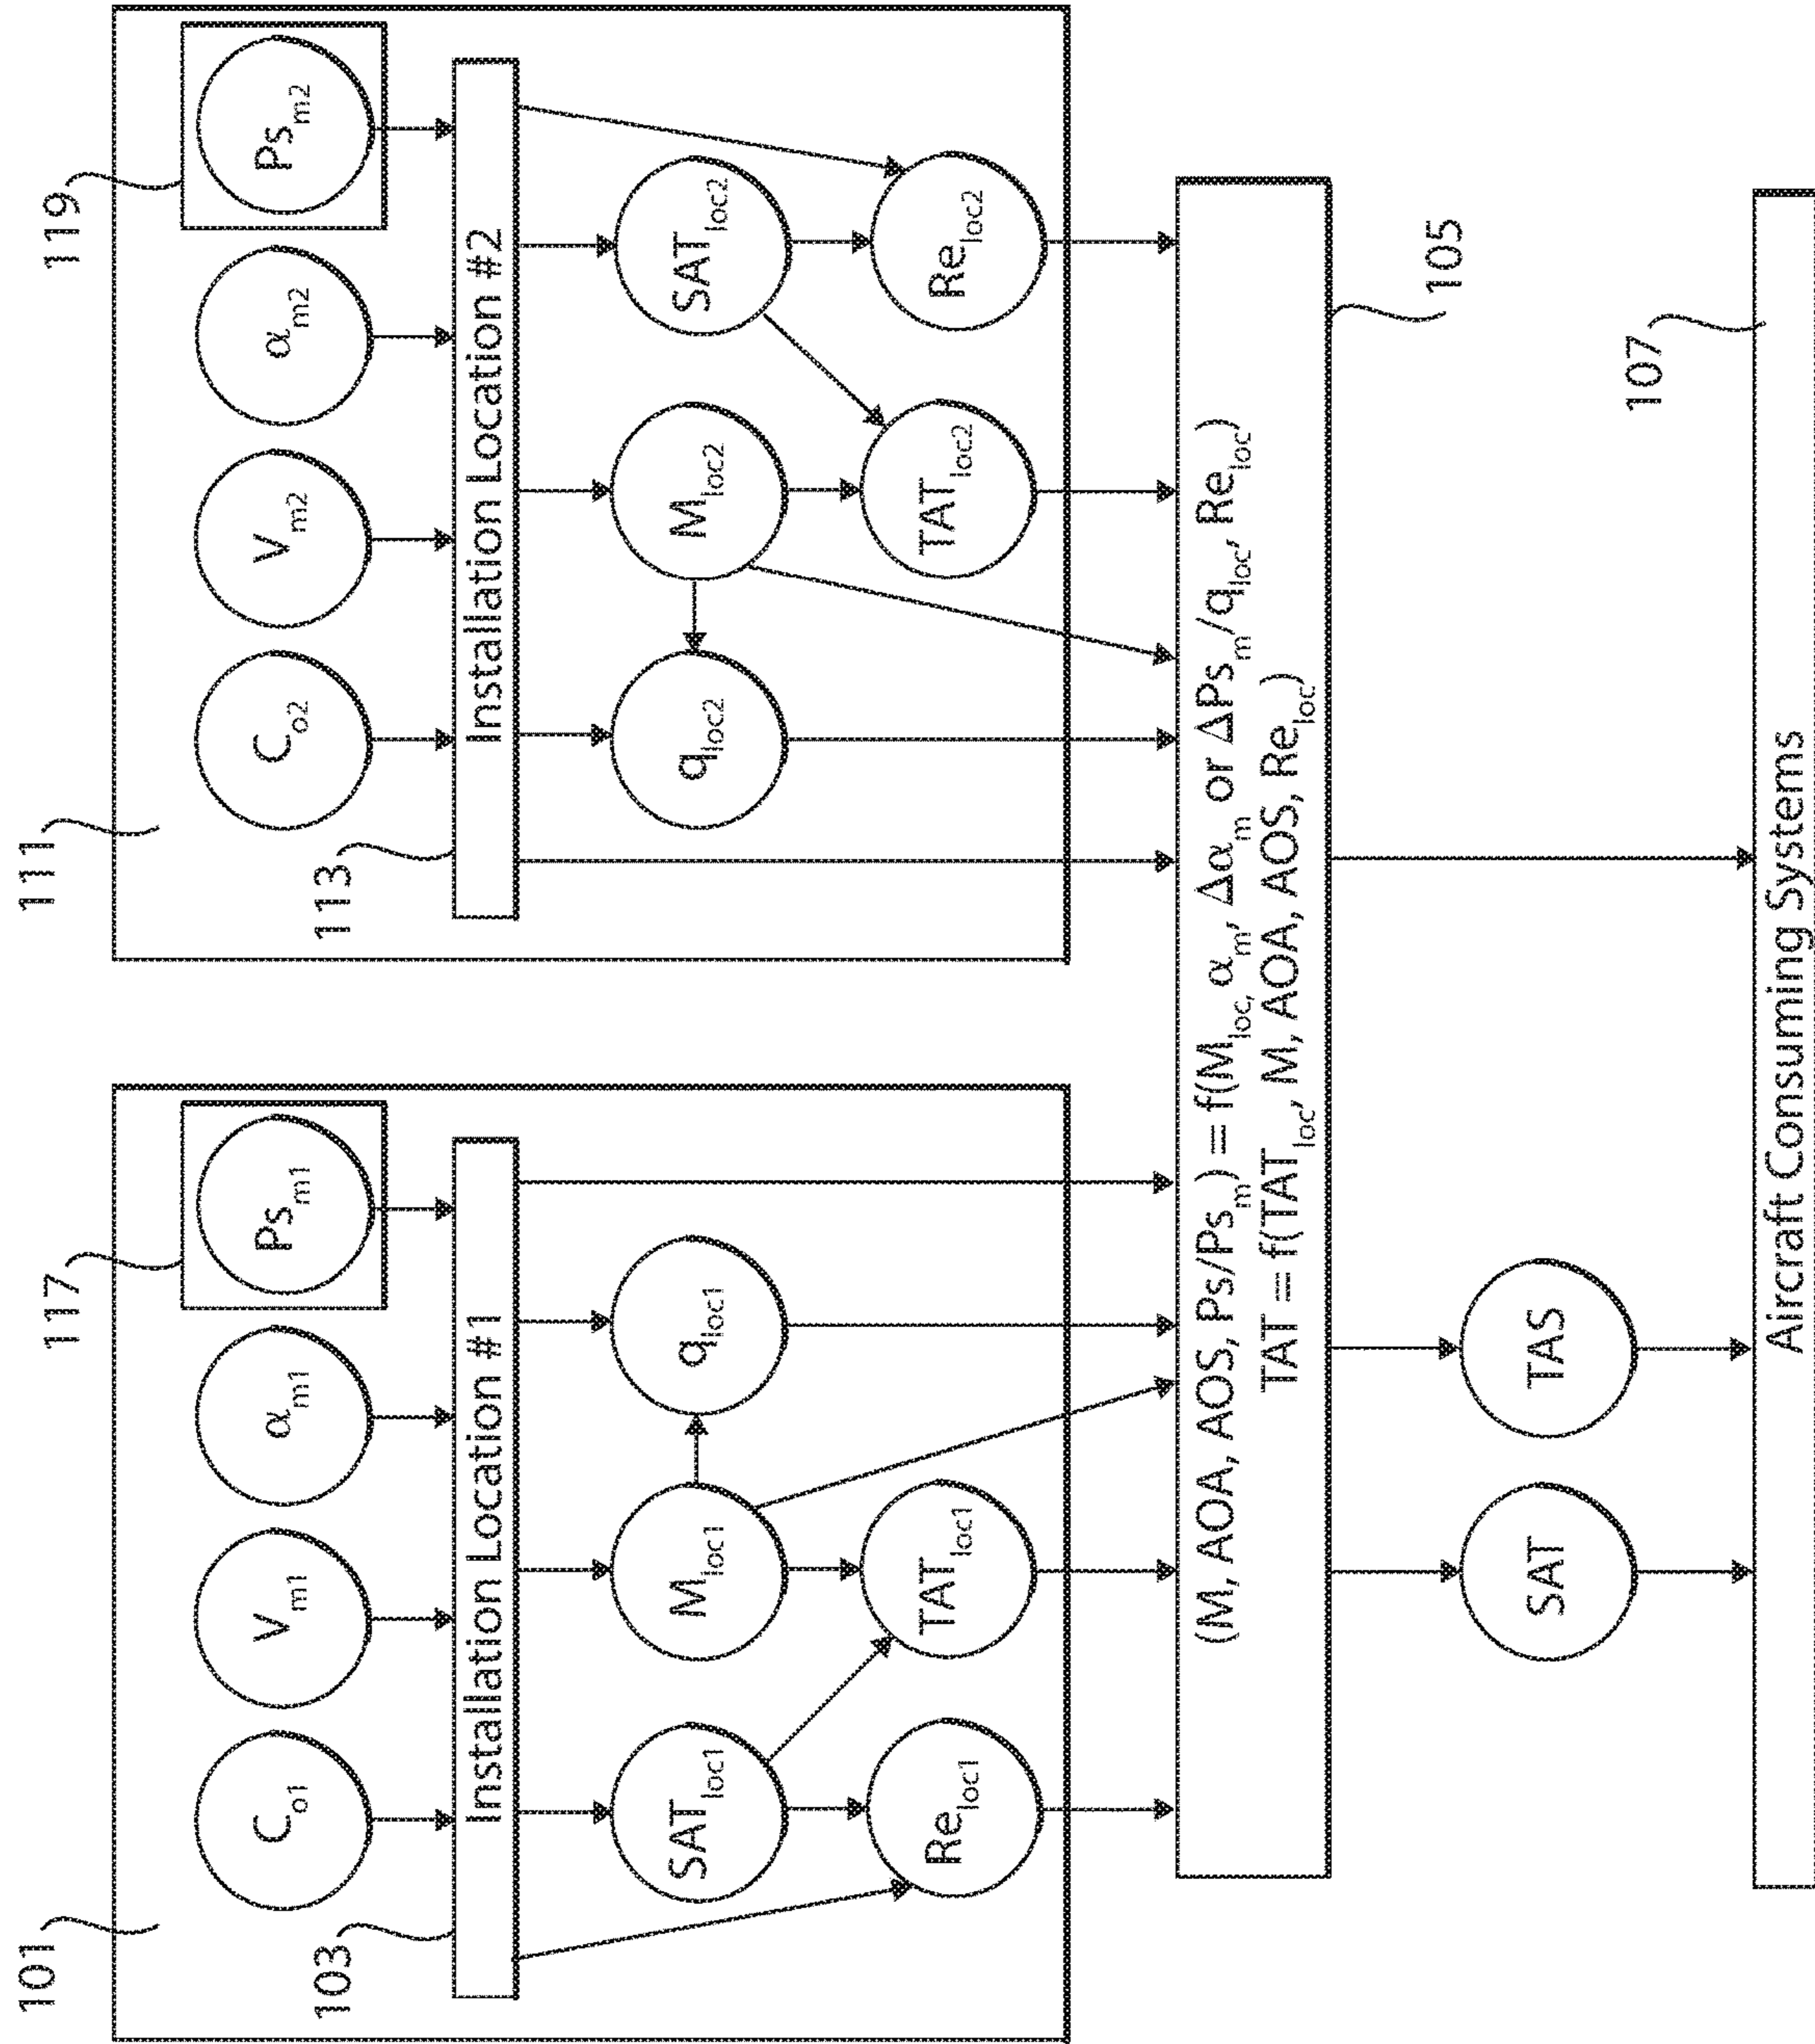 101
117
111
119
C_o1
V_m1
α_m1
Ps_m1
C_o2
V_m2
α_m2
Ps_m2
103
Installation Location #1
113
Installation Location #2
SAT_loc1
M_loc1
q_loc1
q_loc2
M_loc2
SAT_loc2
Re_loc1
TAT_loc1
TAT_loc2
Re_loc2
(M, AOA, AOS, Ps/Ps_m) = f(M_loc, α_m, Δα_m or ΔPs_m/q_loc, Re_loc)
TAT = f(TAT_loc, M, AOA, AOS, Re_loc)
105
SAT
TAS
107
Aircraft Consuming Systems